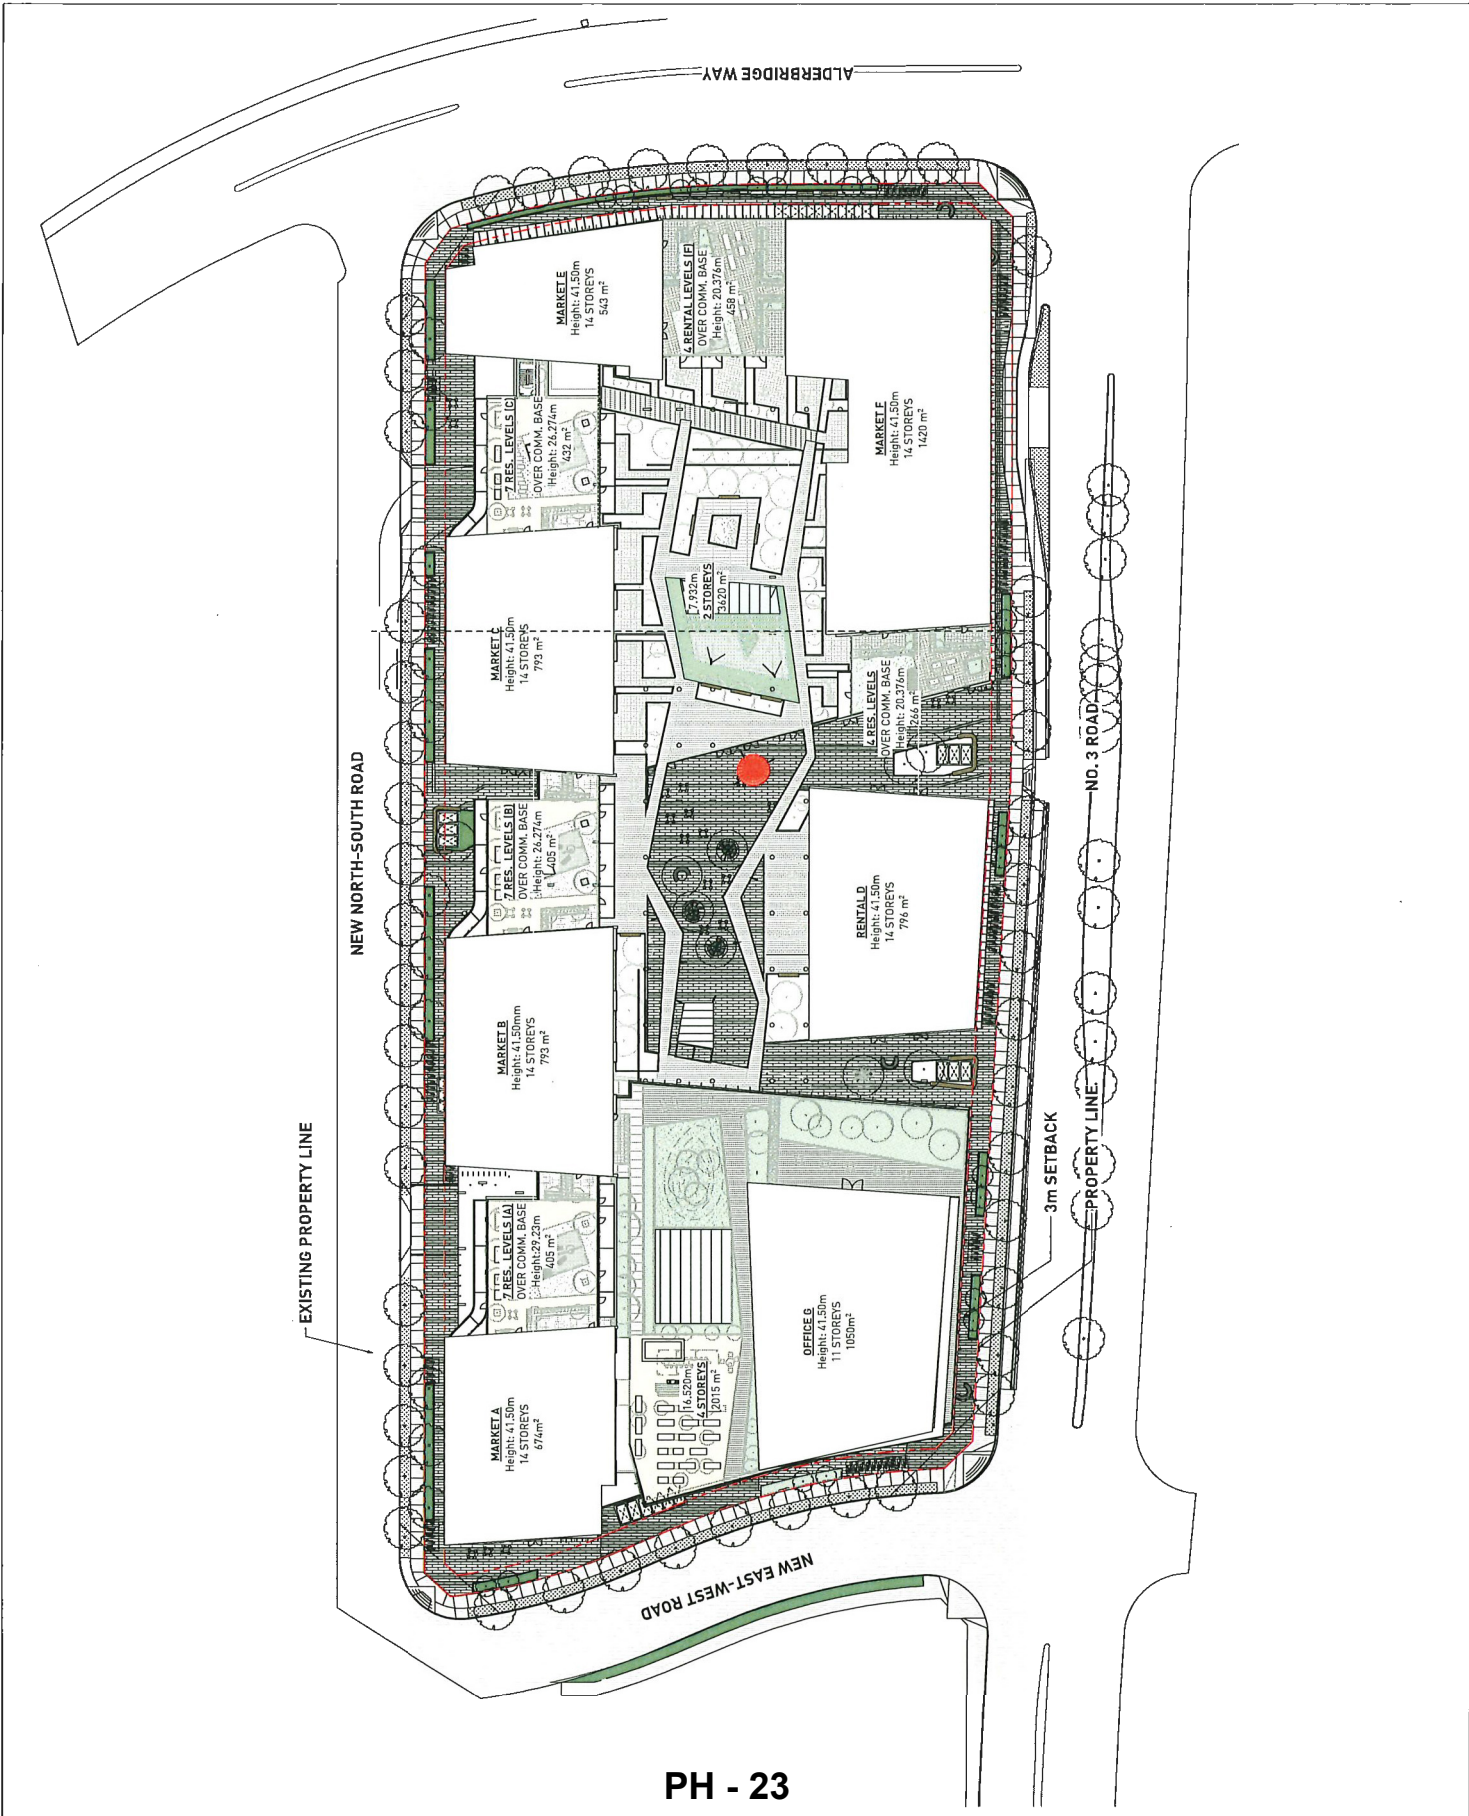 ALDERBRIDGE WAY
MARKET E
Height: 41.50m
14 STOREYS
543 m²
4 RENTAL LEVELS (F)
OVER COMM. BASE
Height: 20.376m
458 m²
7 RES. LEVELS (C)
OVER COMM. BASE
Height: 26.274m
432 m²
MARKET F
Height: 41.50m
14 STOREYS
1420 m²
7.932m
2 STOREYS
3620 m²
MARKET C
Height: 41.50m
14 STOREYS
793 m²
4 RES. LEVELS
OVER COMM. BASE
Height: 20.376m
266 m²
NO. 3 ROAD
NEW NORTH-SOUTH ROAD
7 RES. LEVELS (B)
OVER COMM. BASE
Height: 26.274m
405 m²
RENTAL D
Height: 41.50m
14 STOREYS
796 m²
MARKET B
Height: 41.50mm
14 STOREYS
793 m²
EXISTING PROPERTY LINE
3m SETBACK
PROPERTY LINE
7 RES. LEVELS (A)
OVER COMM. BASE
Height: 29.23m
405 m²
OFFICE G
Height: 41.50m
11 STOREYS
1050m²
16.520m
4 STOREYS
2015 m²
MARKET A
Height: 41.50m
14 STOREYS
674m²
NEW EAST-WEST ROAD
PH - 23